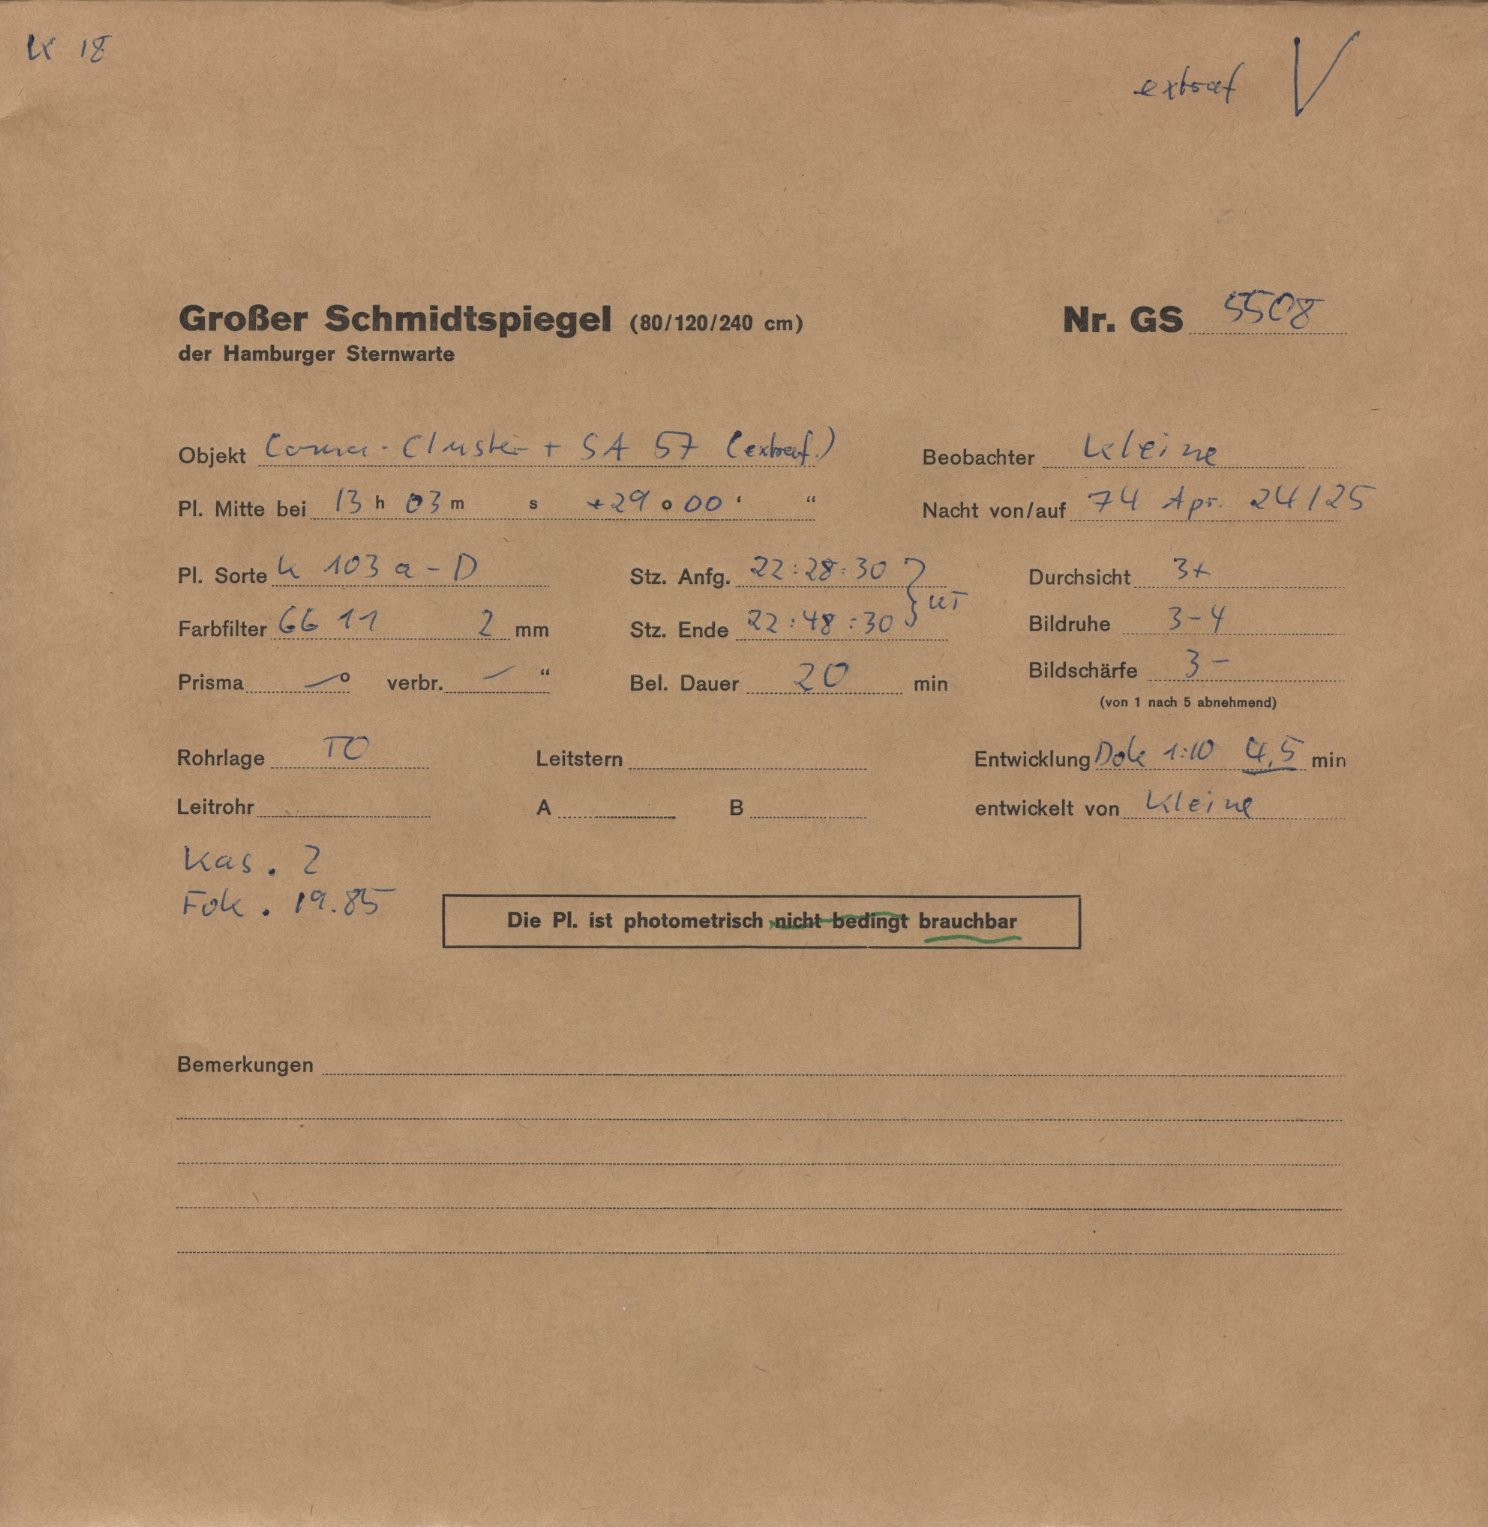 K 18
extraf V
Großer Schmidtspiegel (80/120/240 cm) Nr. GS 5508
der Hamburger Sternwarte
Objekt Coma-Cluster + SA 57 (extraf.) Beobachter Kleine
Pl. Mitte bei 13 h 03 m s +29 o 00 ‘ “ Nacht von/auf 74 Apr. 24/25
Pl. Sorte K 103 a - D Stz. Anfg. 22:28:30 Durchsicht 3+
Farbfilter GG 11 2 mm Stz. Ende 22:48:30 } UT Bildruhe 3-4
Prisma — o verbr. — “ Bel. Dauer 20 min Bildschärfe 3-
(von 1 nach 5 abnehmend)
Rohrlage TO Leitstern Entwicklung Dok 1:10 4,5 min
Leitrohr A B entwickelt von Kleine
Kas. 2
Fok. 19.85
Die Pl. ist photometrisch nicht bedingt brauchbar
Bemerkungen